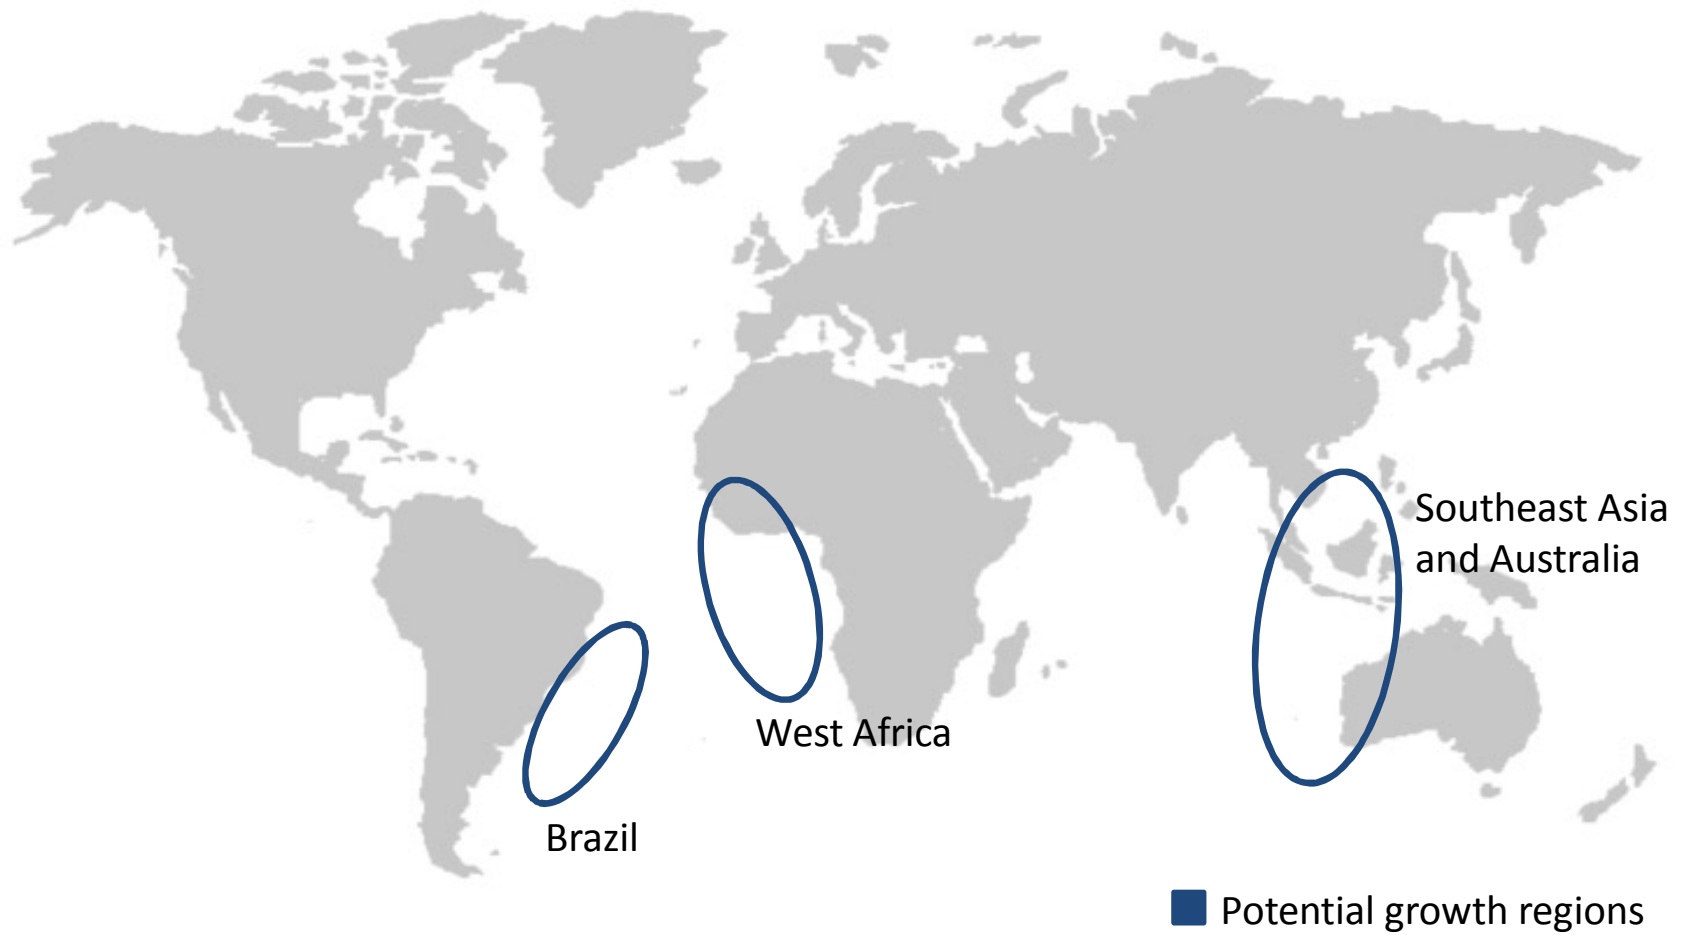 Southeast Asia
and Australia
West Africa
Brazil
Potential growth regions